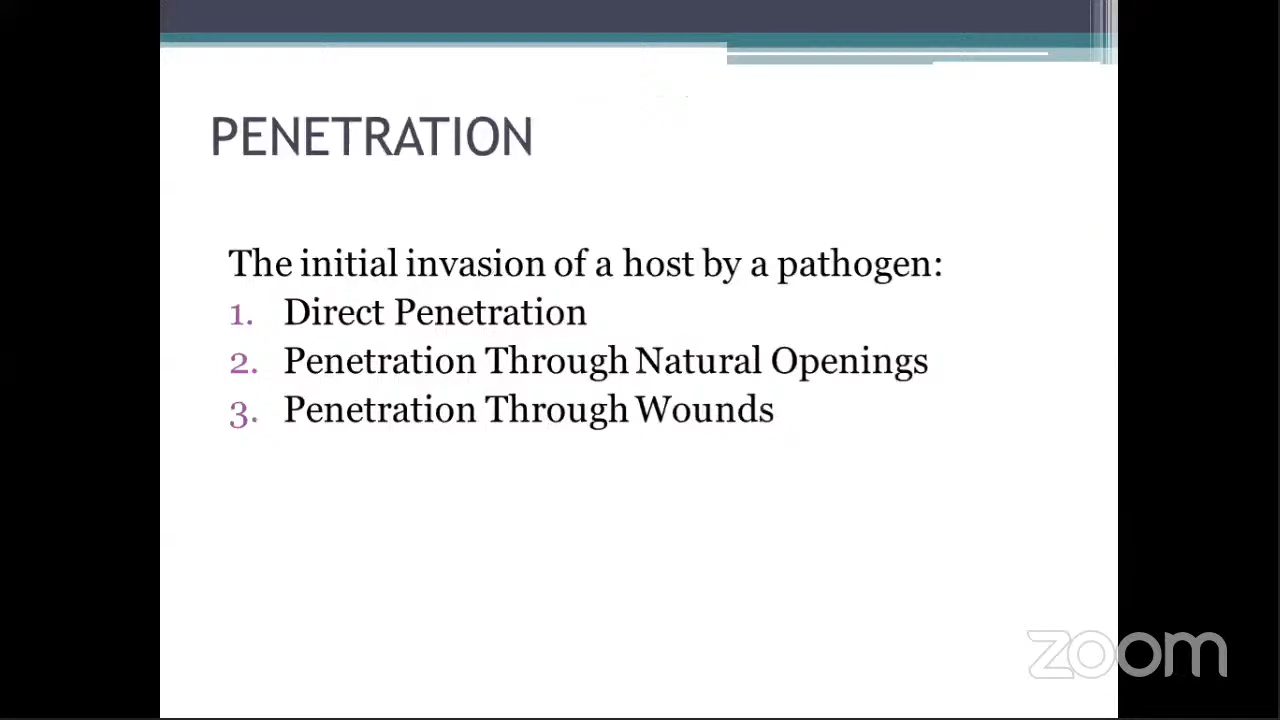 PENETRATION
The initial invasion of a host by a pathogen:
1. Direct Penetration
2. Penetration Through Natural Openings
3. Penetration Through Wounds
zoom